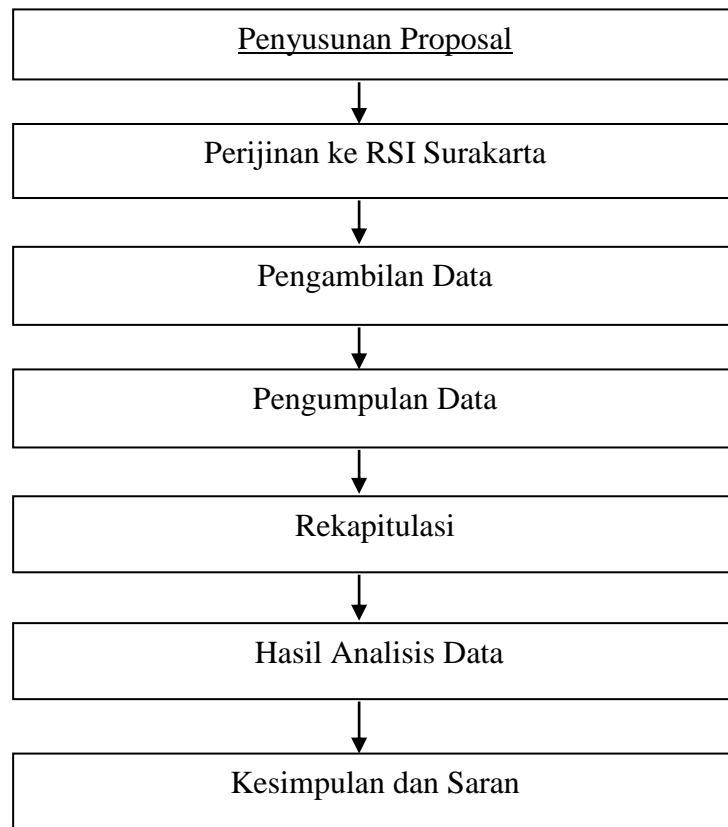 Penyusunan Proposal
Perijinan ke RSI Surakarta
Pengambilan Data
Pengumpulan Data
Rekapitulasi
Hasil Analisis Data
Kesimpulan dan Saran